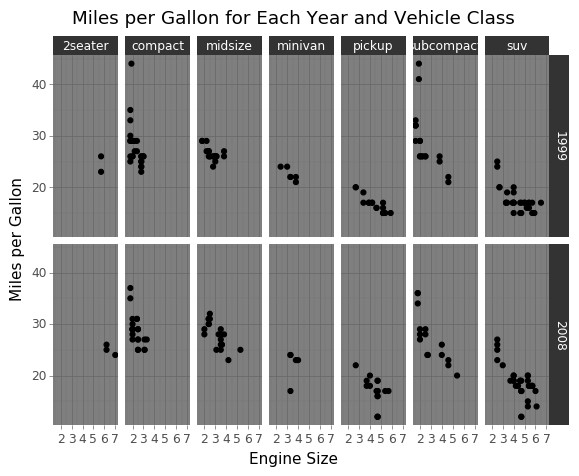 Miles per Gallon for Each Year and Vehicle Class
2seater compact midsize minivan pickup subcompact suv
40
30
20
1999
Miles per Gallon
40
30
20
2008
2 3 4 5 6 7 2 3 4 5 6 7 2 3 4 5 6 7 2 3 4 5 6 7 2 3 4 5 6 7 2 3 4 5 6 7 2 3 4 5 6 7
Engine Size